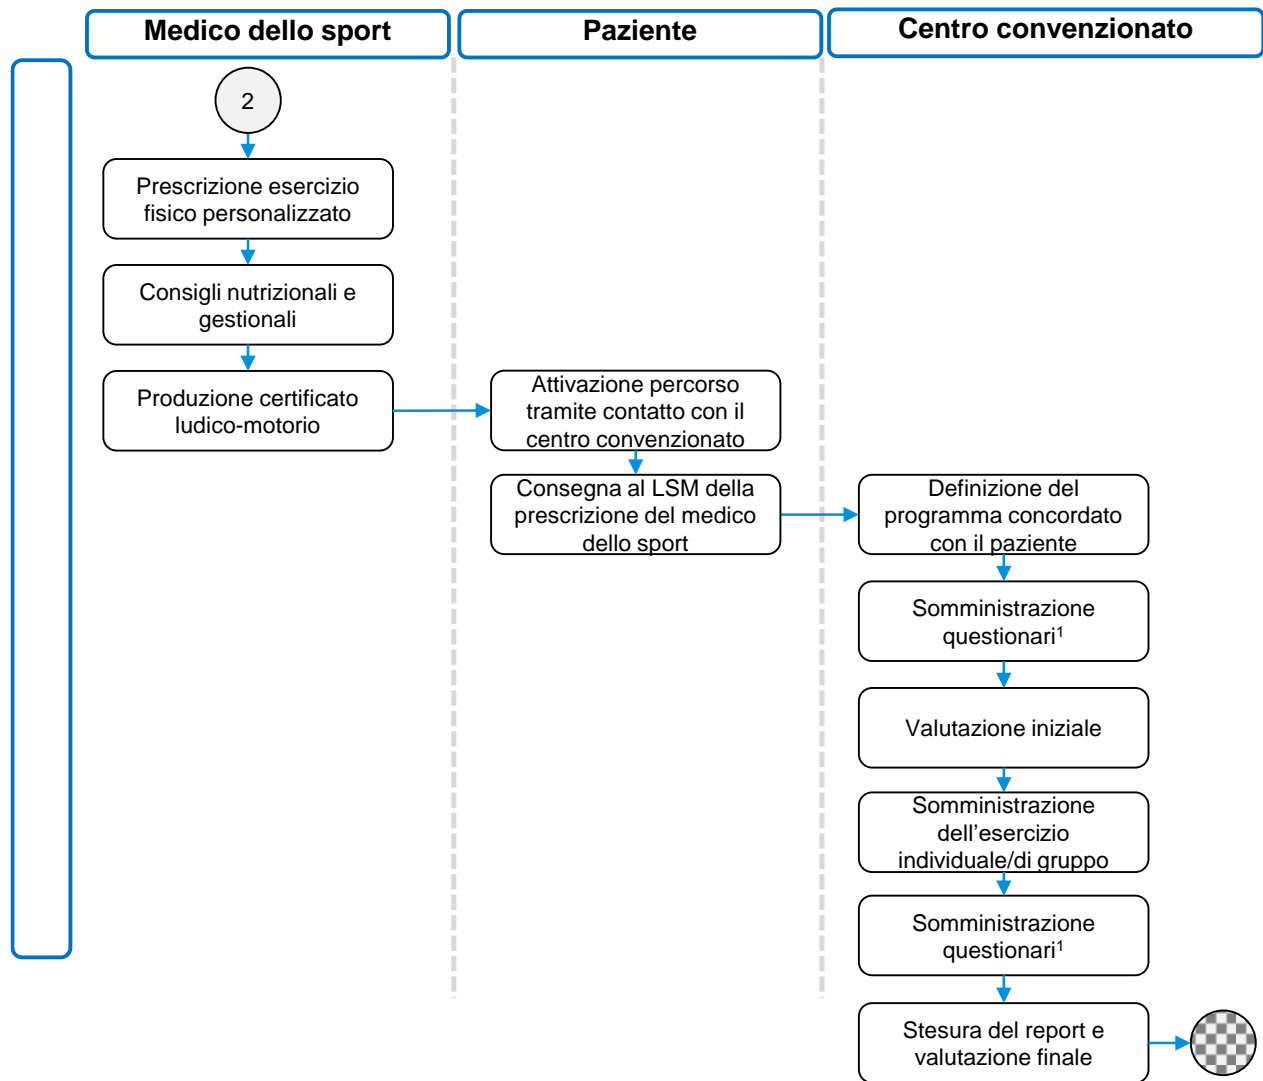 Medico dello sport
Paziente
Centro convenzionato
2
Prescrizione esercizio
fisico personalizzato
Consigli nutrizionali e
gestionali
Produzione certificato
ludico-motorio
Attivazione percorso
tramite contatto con il
centro convenzionato
Consegna al LSM della
prescrizione del medico
dello sport
Definizione del
programma concordato
con il paziente
Somministrazione
questionari¹
Valutazione iniziale
Somministrazione
dell’esercizio
individuale/di gruppo
Somministrazione
questionari¹
Stesura del report e
valutazione finale